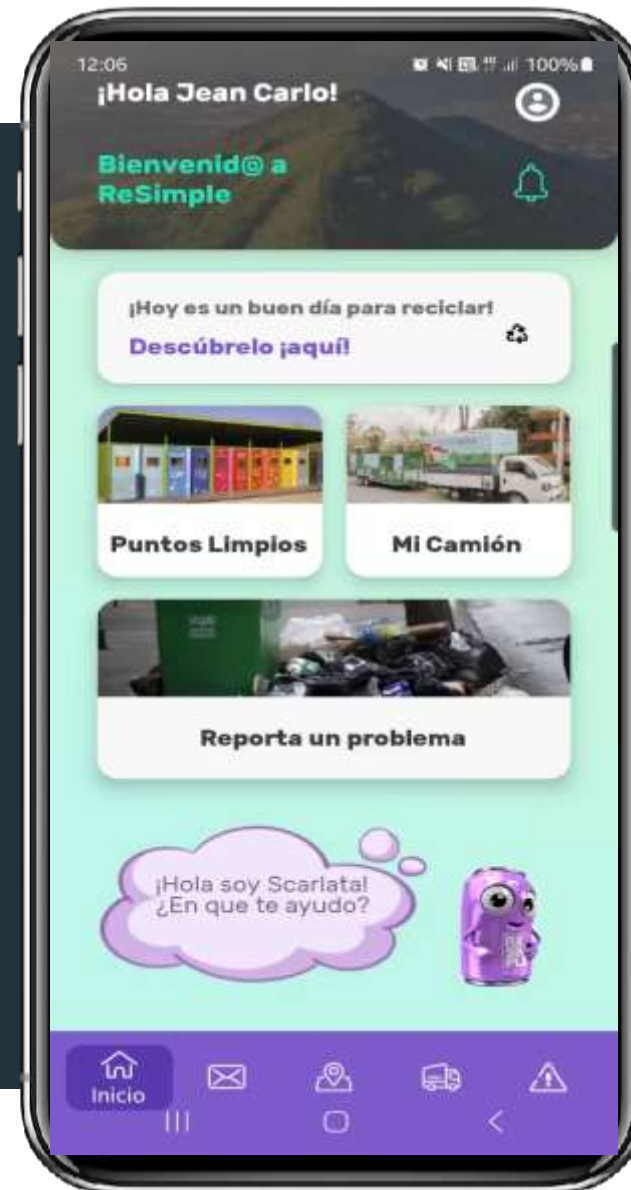 12:06
100%
¡Hola Jean Carlo!
Bienvenid@ a
ReSimple
¡Hoy es un buen día para reciclar!
Descúbrelo ¡aquí!
Puntos Limpios
Mi Camión
Reporta un problema
¡Hola soy Scarlata!
¿En que te ayudo?
Inicio